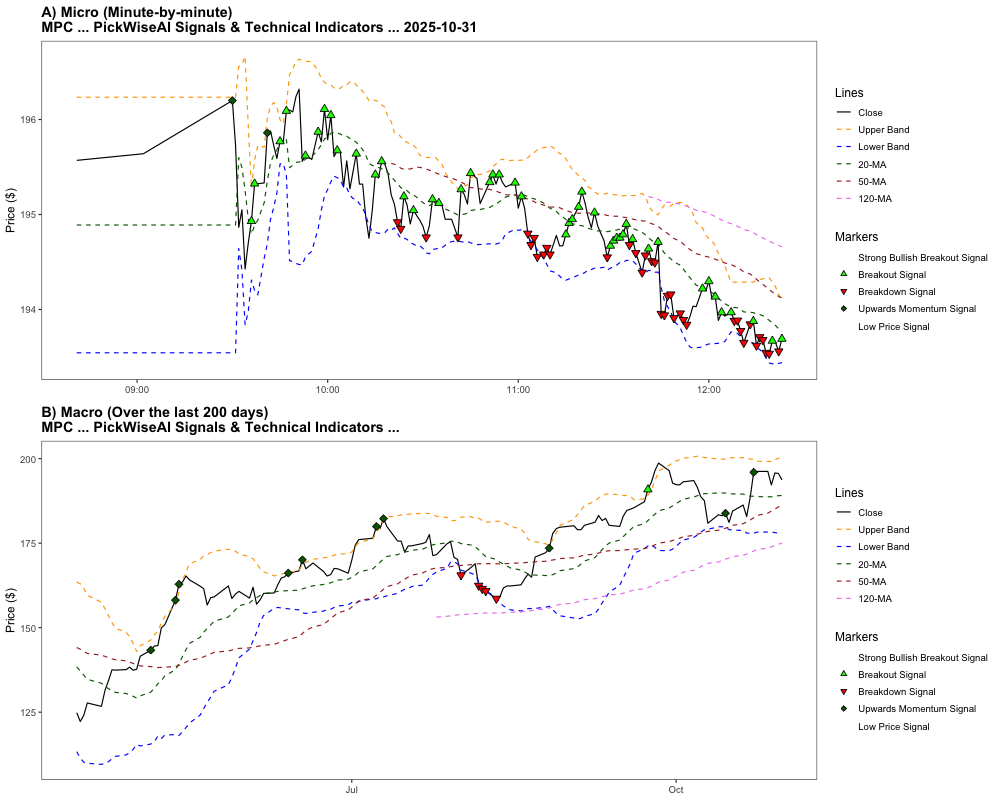 A) Micro (Minute-by-minute)
MPC ... PickWiseAI Signals & Technical Indicators ... 2025-10-31
Price ($)
196
195
194
09:00
10:00
11:00
12:00
Lines
Close
Upper Band
Lower Band
20-MA
50-MA
120-MA
Markers
Strong Bullish Breakout Signal
Breakout Signal
Breakdown Signal
Upwards Momentum Signal
Low Price Signal
B) Macro (Over the last 200 days)
MPC ... PickWiseAI Signals & Technical Indicators ...
Price ($)
200
175
150
125
Jul
Oct
Lines
Close
Upper Band
Lower Band
20-MA
50-MA
120-MA
Markers
Strong Bullish Breakout Signal
Breakout Signal
Breakdown Signal
Upwards Momentum Signal
Low Price Signal